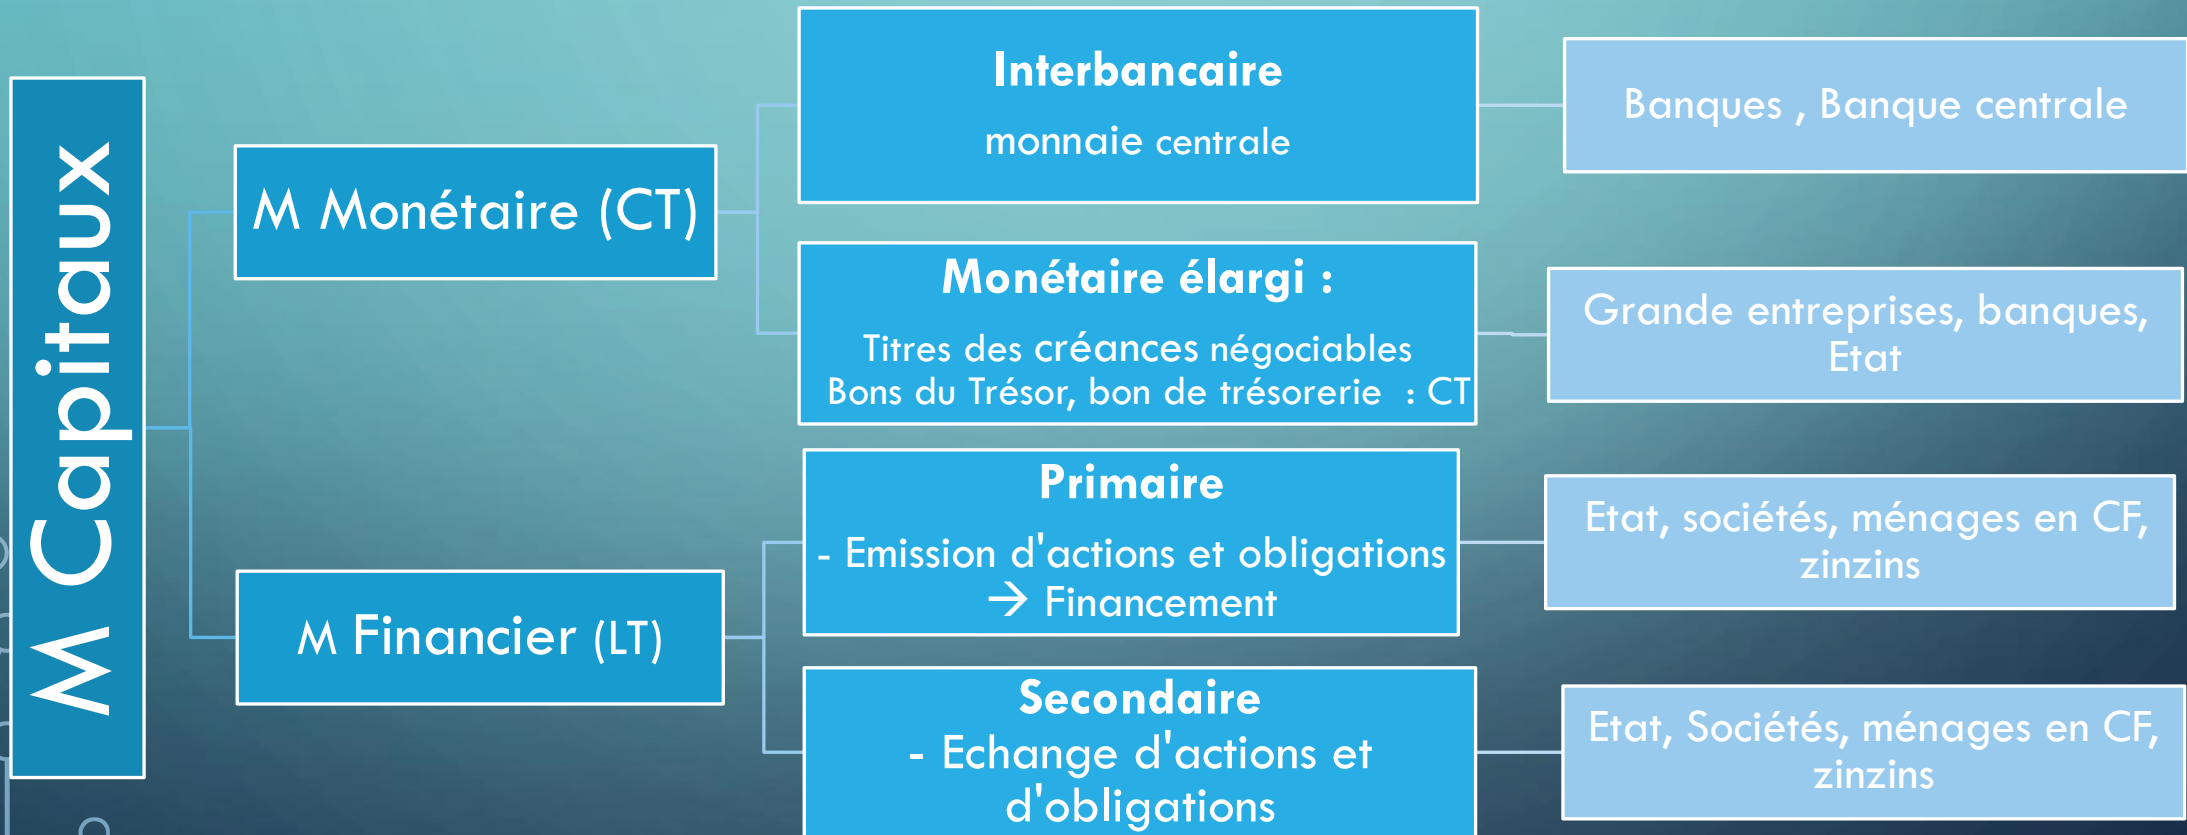 M Capitaux
M Monétaire (CT)
Interbancaire
monnaie centrale
Banques , Banque centrale
Monétaire élargi :
Titres des créances négociables
Bons du Trésor, bon de trésorerie  : CT
Grande entreprises, banques,
Etat
M Financier (LT)
Primaire
- Emission d'actions et obligations
→ Financement
Etat, sociétés, ménages en CF,
zinzins
Secondaire
- Echange d'actions et
d'obligations
Etat, Sociétés, ménages en CF,
zinzins